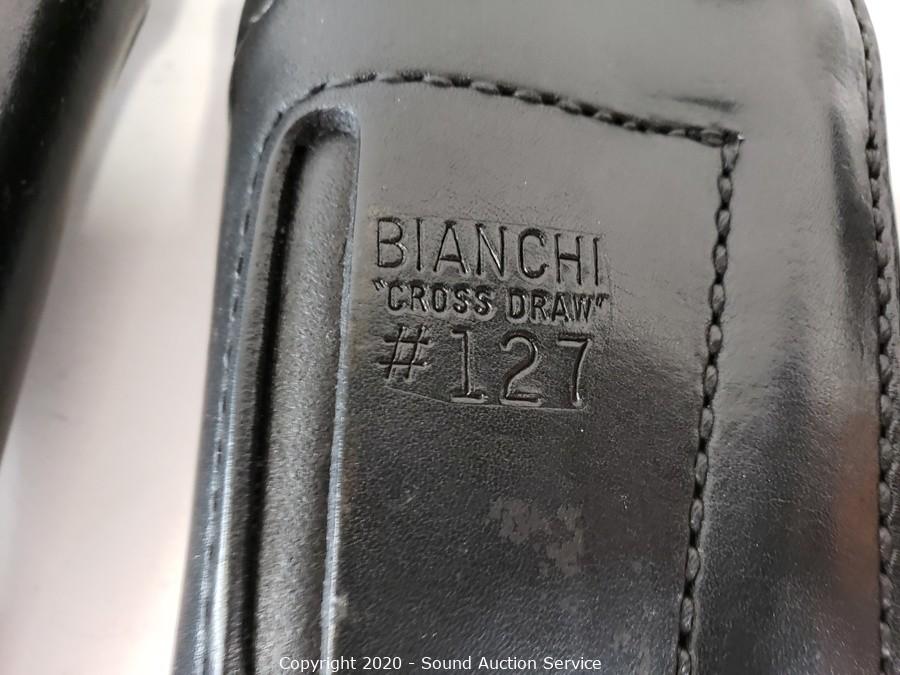 BIANCHI
"CROSS DRAW"
#127
Copyright 2020 - Sound Auction Service